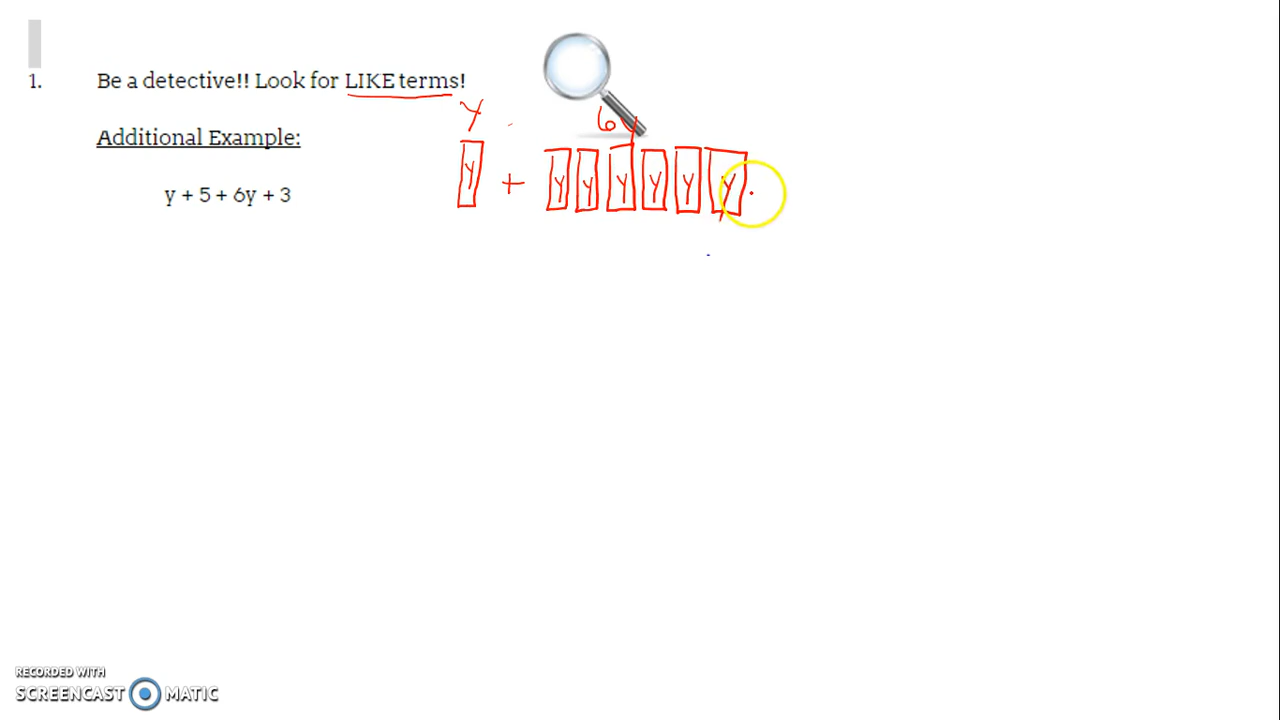 1. Be a detective!! Look for LIKE terms!
y 6y
Additional Example:
y + y y y y y y
y + 5 + 6y + 3
RECORDED WITH
SCREENCAST MATIC